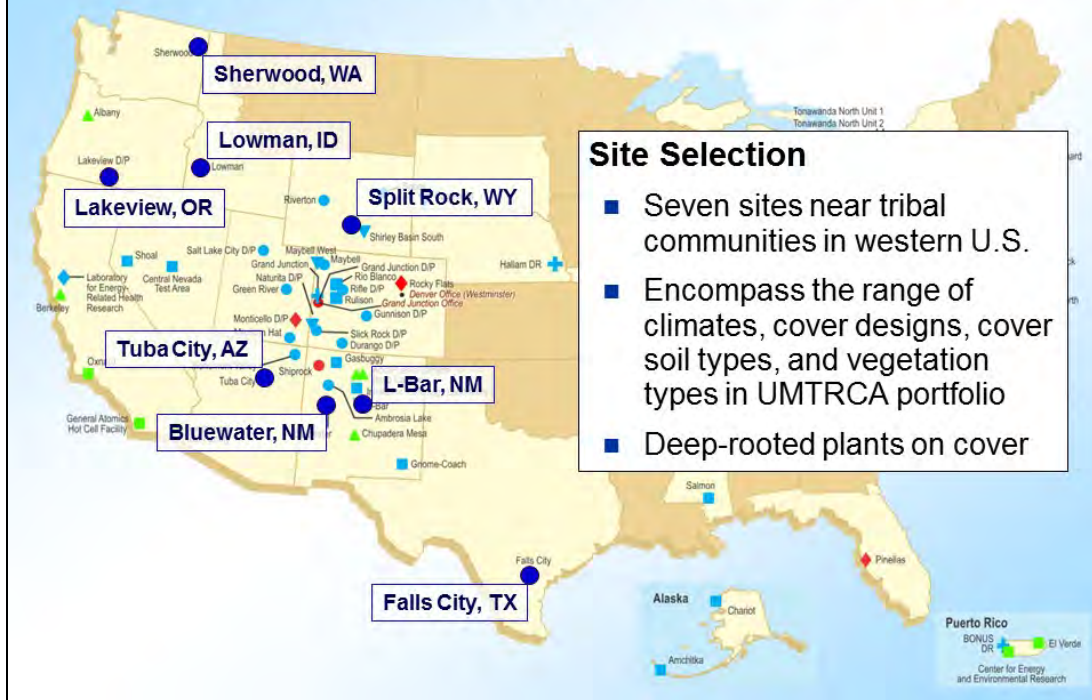 Sherwood
Sherwood, WA
Albany
Tonawanda North Unit 1
Tonawanda North Unit 2
Lowman, ID
Lakeview D/P
Lowman
Lakeview, OR
Site Selection
■ Seven sites near tribal
communities in western U.S.
■ Encompass the range of
climates, cover designs, cover
soil types, and vegetation
types in UMTRCA portfolio
■ Deep-rooted plants on cover
Riverton
Split Rock, WY
Shirley Basin South
Salt Lake City D/P
Maybell West
Maybell
Shoal
Grand Junction
Grand Junction D/P
Hallam DR
Central Nevada
Test Area
Naturita D/P
Rio Blanco
Rocky Flats
Laboratory
for Energy-
Related Health
Research
Green River
Rifle D/P
Denver Office (Westminster)
Rulison
Grand Junction Office
Berkeley
Gunnison D/P
Monticello D/P
Slick Rock D/P
Hat
Durango D/P
Tuba City, AZ
Gasbuggy
Oxna
Shiprock
Tuba City
L-Bar, NM
-Bar
Ambrosia Lake
General Atomics
Hot Cell Facility
Bluewater, NM
Chupadera Mesa
Gnome-Coach
Salmon
Falls City
Pinellas
Falls City, TX
Alaska
Chariot
Amchitka
Puerto Rico
BONUS
DR
El Verde
Center for Energy
and Environmental Research